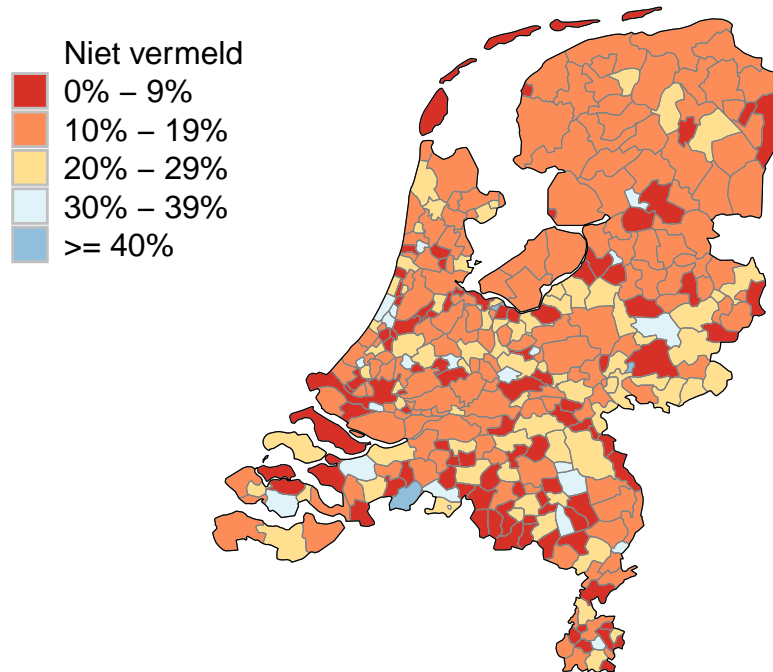 Niet vermeld
0% – 9%
10% – 19%
20% – 29%
30% – 39%
>= 40%